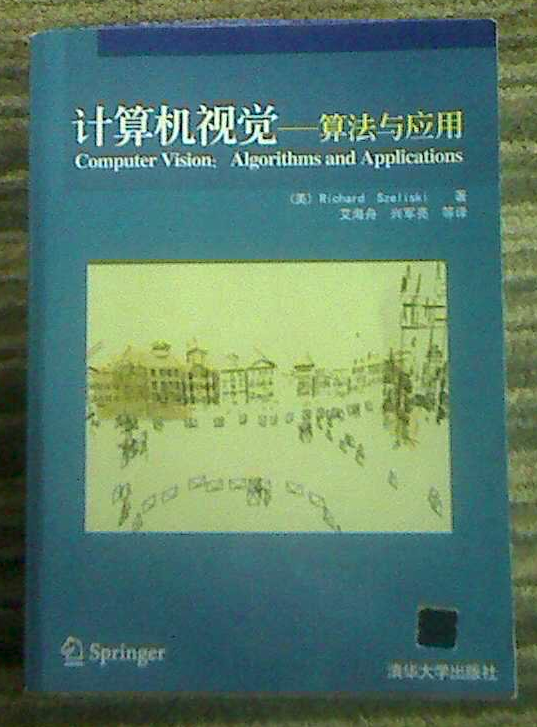 计算机视觉——算法与应用
Computer Vision: Algorithms and Applications
(美) Richard Szeliski 著
艾海舟 兴军亮 等译
Springer
清华大学出版社